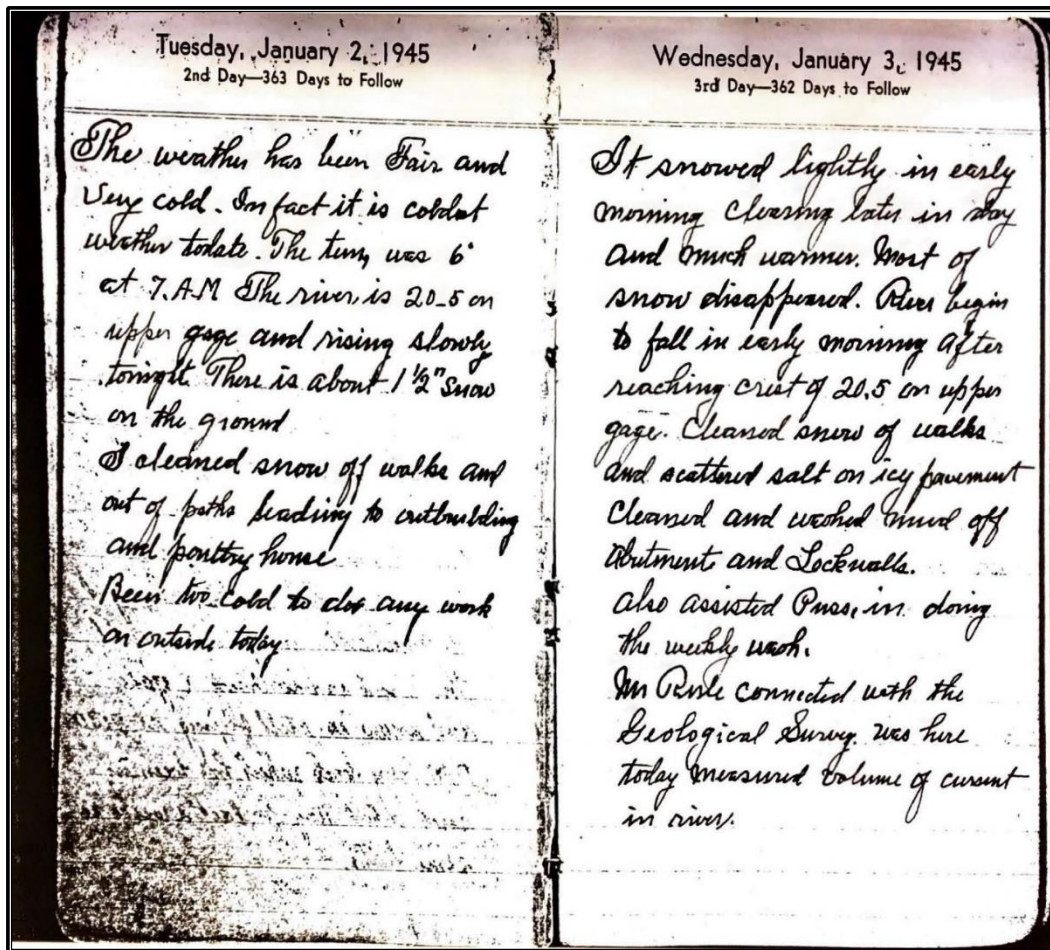 Tuesday, January 2, 1945
2nd Day—363 Days to Follow
The weather has been Fair and
Very cold. In fact it is coldest
weather todate. The tem, was 6°
at 7.A.M The river is 20-5 on
upper gage and rising slowly
tonight. There is about 1 1/2" snow
on the ground
I cleaned snow off walks and
out of paths leading to outbuilding
and poultry house
Been too cold to do any work
on outside today
Wednesday, January 3, 1945
3rd Day—362 Days to Follow
It snowed lightly in early
morning clearing later in day
and much warmer. Most of
snow disappeared. River begin
to fall in early morning after
reaching crest of 20.5 on upper
gage. Cleaned snow of walks
and scattered salt on icy pavement
Cleaned and washed mud off
abutment and Lockwalls.
also assisted Puss, in doing
the weekly wash.
Mr connected with the
Geological Survey. was here
today measured volume of current
in river.